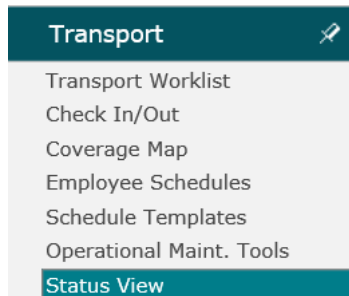 Transport
Transport Worklist
Check In/Out
Coverage Map
Employee Schedules
Schedule Templates
Operational Maint. Tools
Status View